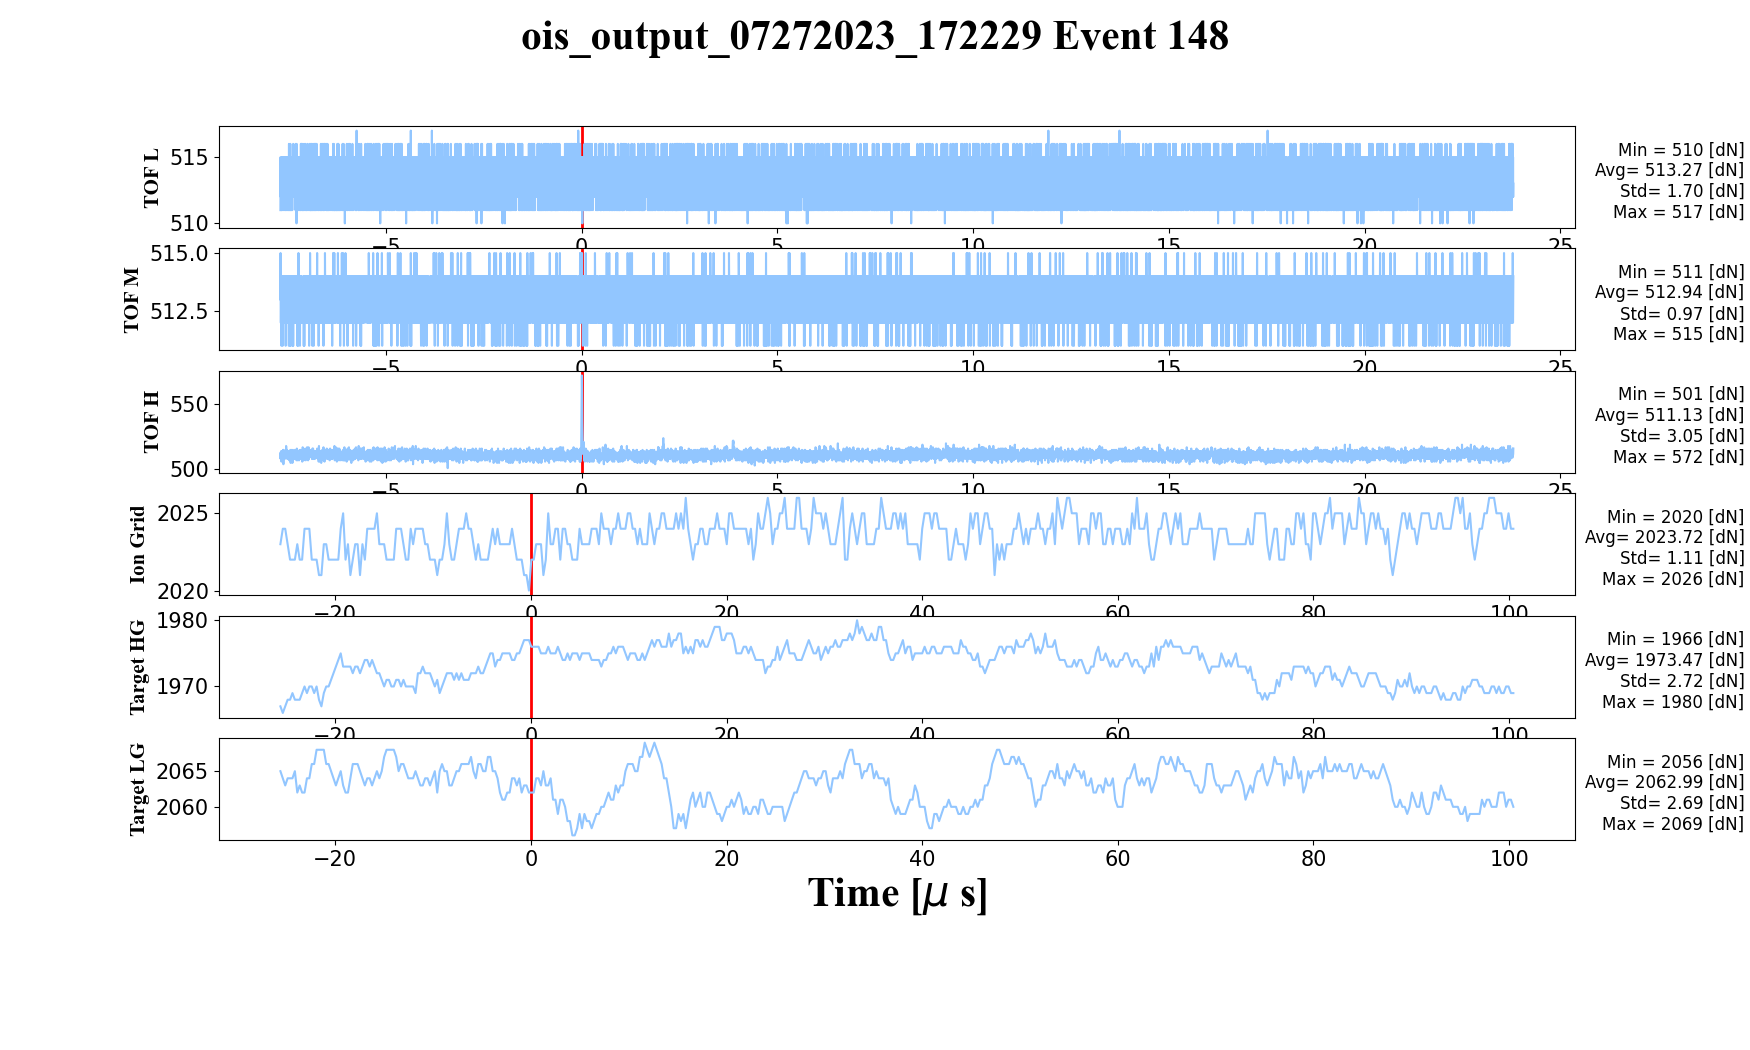 ois_output_07272023_172229 Event 148
TOF L
515
510
Min = 510 [dN]
Avg= 513.27 [dN]
Std= 1.70 [dN]
Max = 517 [dN]
−5 0 5 10 15 20 25
TOF M
515.0
512.5
Min = 511 [dN]
Avg= 512.94 [dN]
Std= 0.97 [dN]
Max = 515 [dN]
−5 0 5 10 15 20 25
TOF H
550
500
Min = 501 [dN]
Avg= 511.13 [dN]
Std= 3.05 [dN]
Max = 572 [dN]
−5 0 5 10 15 20 25
Ion Grid
2025
2020
Min = 2020 [dN]
Avg= 2023.72 [dN]
Std= 1.11 [dN]
Max = 2026 [dN]
−20 0 20 40 60 80 100
Target HG
1980
1970
Min = 1966 [dN]
Avg= 1973.47 [dN]
Std= 2.72 [dN]
Max = 1980 [dN]
−20 0 20 40 60 80 100
Target LG
2065
2060
Min = 2056 [dN]
Avg= 2062.99 [dN]
Std= 2.69 [dN]
Max = 2069 [dN]
−20 0 20 40 60 80 100
Time [μ s]